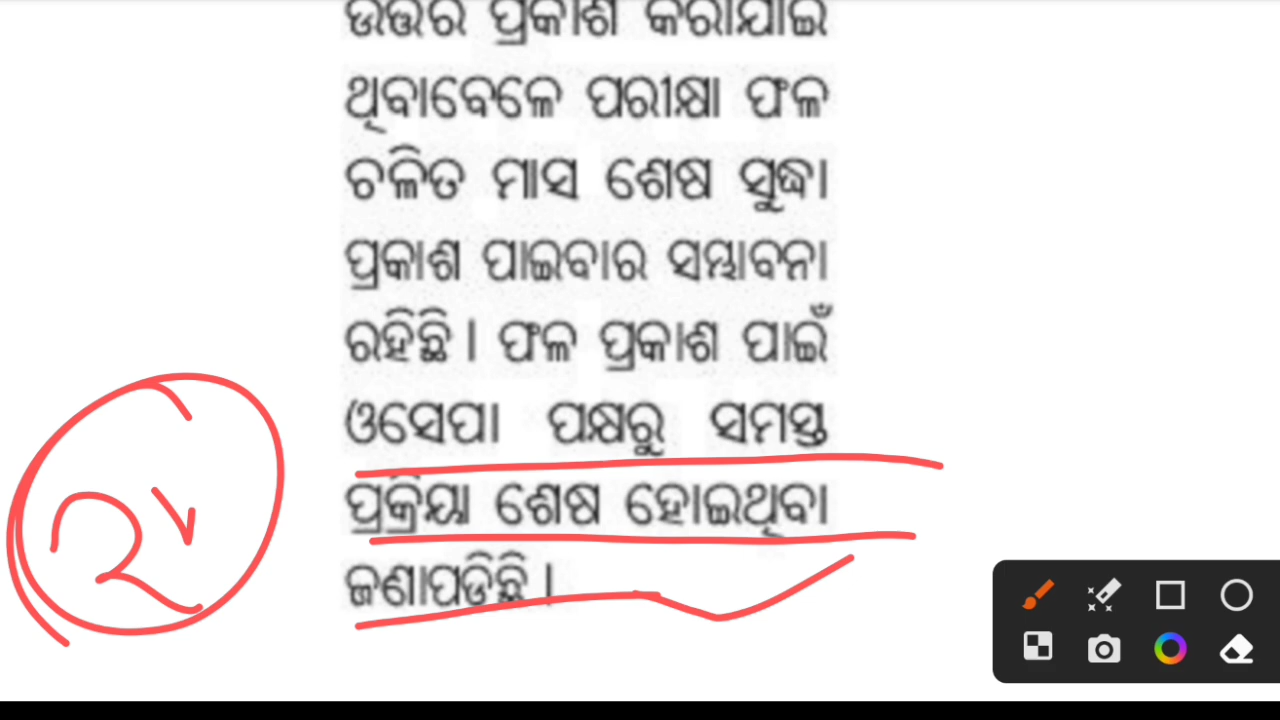 ଉତ୍ତର ପ୍ରକାଶ କରାଯାଇ
ଥିବାବେଳେ ପରୀକ୍ଷା ଫଳ
ଚଳିତ ମାସ ଶେଷ ସୁଦ୍ଧା
ପ୍ରକାଶ ପାଇବାର ସମ୍ଭାବନା
ରହିଛି । ଫଳ ପ୍ରକାଶ ପାଇଁ
ଓସେପା ପକ୍ଷରୁ ସମସ୍ତ
ପ୍ରକ୍ରିୟା ଶେଷ ହୋଇଥିବା
ଜଣାପଡିଛି ।